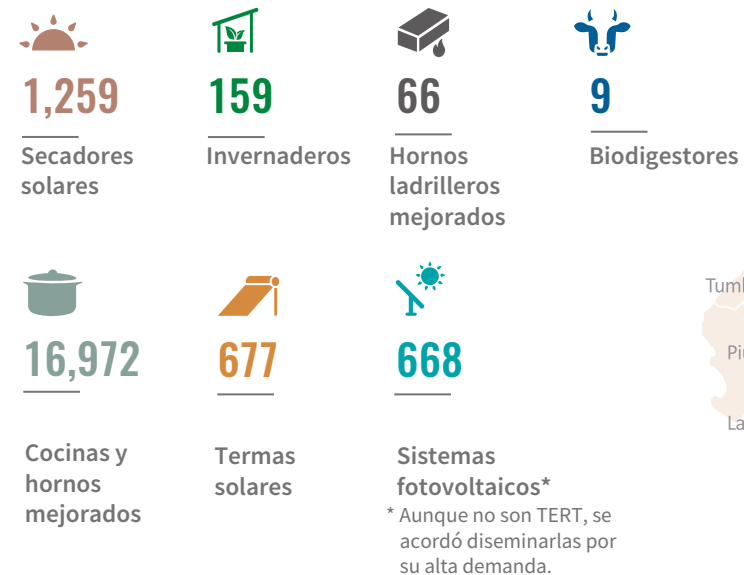 1,259
Secadores
solares
159
Invernaderos
66
Hornos
ladrilleros
mejorados
9
Biodigestores
16,972
Cocinas y
hornos
mejorados
677
Termas
solares
668
Sistemas
fotovoltaicos*
* Aunque no son TERT, se
acordó diseminarlas por
su alta demanda.